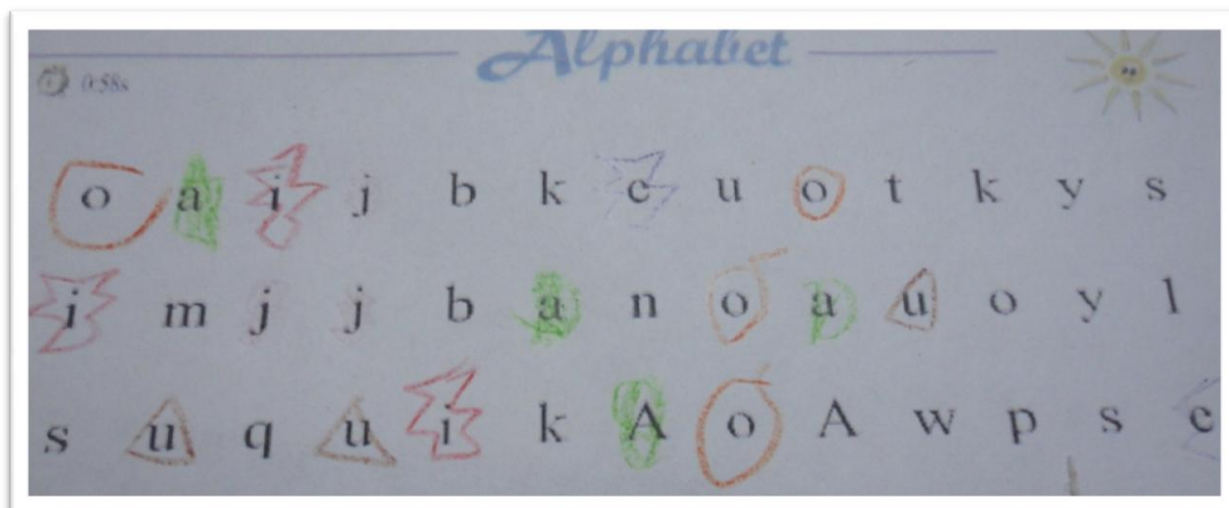 Alphabet
0:58s
o a i j b k e u o t k y s
i m j j b a n o a u o y l
s u q u i k A o A w p s e